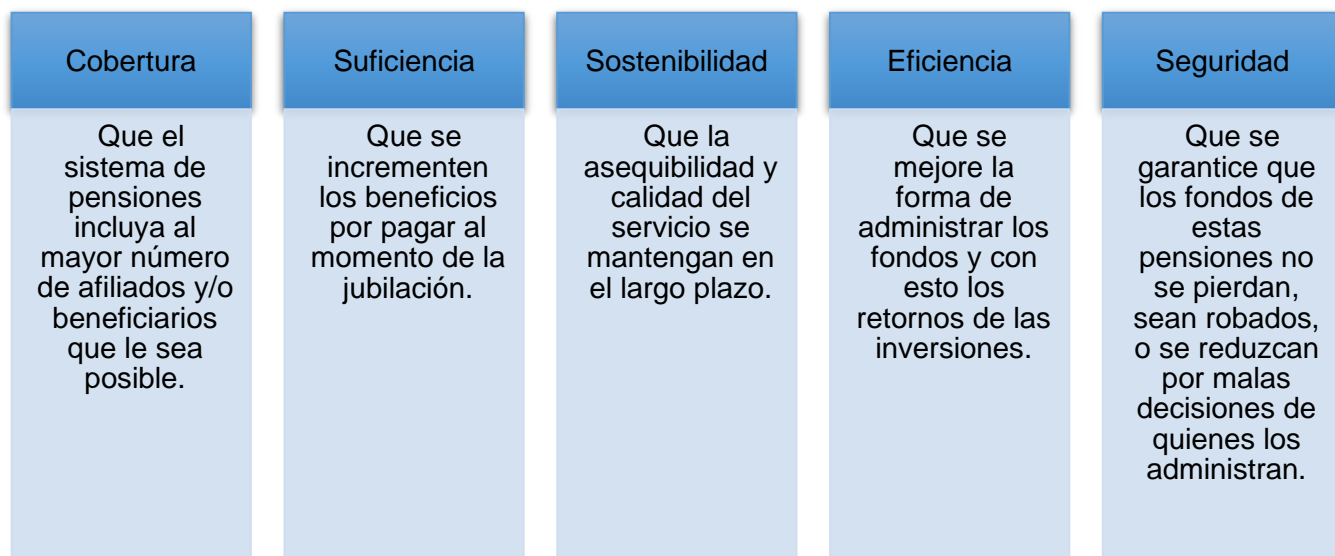 Cobertura
Que el
sistema de
pensiones
incluya al
mayor número
de afiliados y/o
beneficiarios
que le sea
posible.
Suficiencia
Que se
incrementen
los beneficios
por pagar al
momento de la
jubilación.
Sostenibilidad
Que la
asequibilidad y
calidad del
servicio se
mantengan en
el largo plazo.
Eficiencia
Que se
mejore la
forma de
administrar los
fondos y con
esto los
retornos de las
inversiones.
Seguridad
Que se
garantice que
los fondos de
estas
pensiones no
se pierdan,
sean robados,
o se reduzcan
por malas
decisiones de
quienes los
administran.